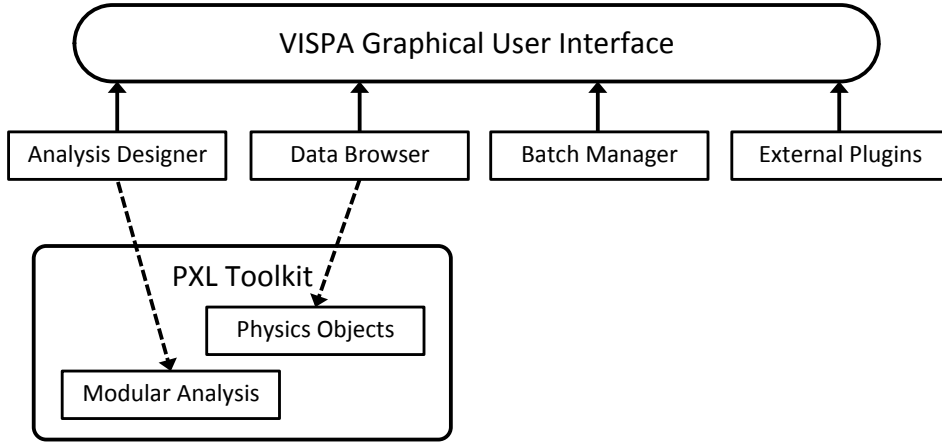 VISPA Graphical User Interface
Analysis Designer
Data Browser
Batch Manager
External Plugins
PXL Toolkit
Physics Objects
Modular Analysis